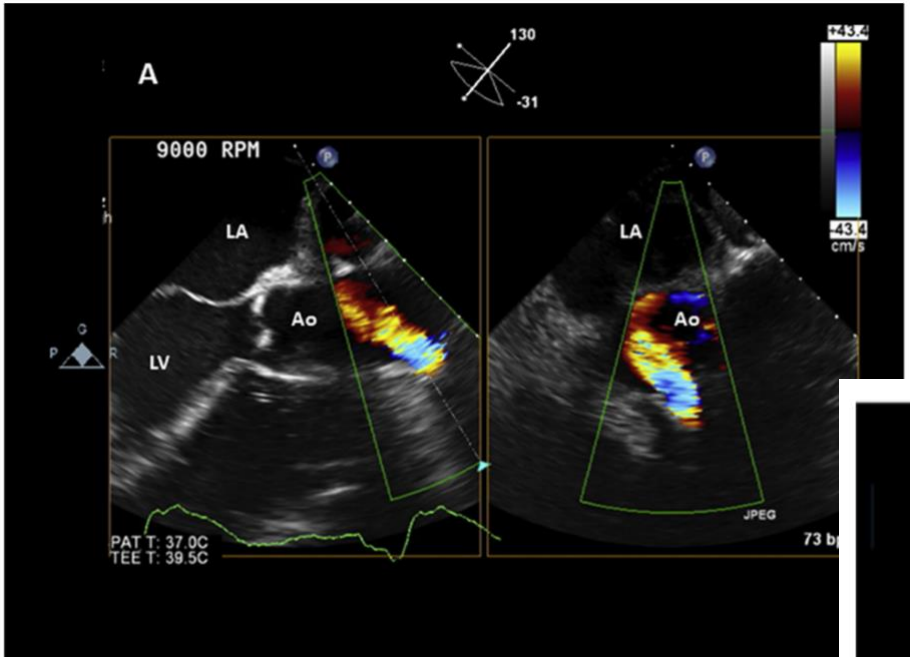 A
130
-31
+43.4
-43.4
cm/s
9000 RPM
P
LA
Ao
LV
G
P R
PAT T: 37.0C
TEE T: 39.5C
P
LA
Ao
JPEG
73